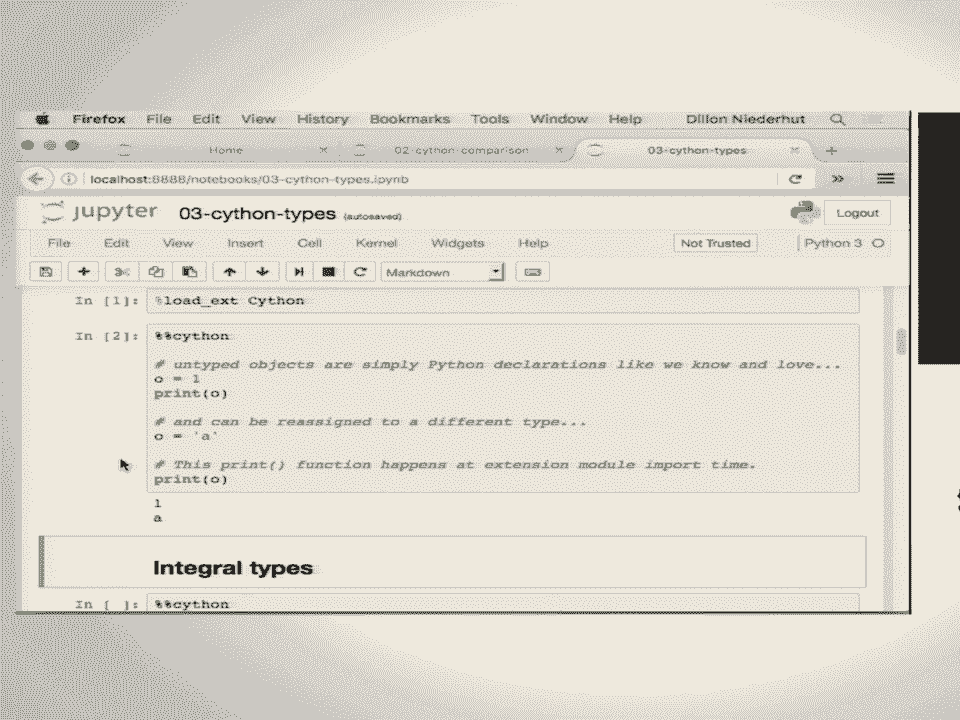 Firefox File Edit View History Bookmarks Tools Window Help Dillon Niederhut
Home × 02-cython-comparison × 03-cython-types × +
localhost:8888/notebooks/03-cython-types.ipynb
jupyter 03-cython-types (autosaved) Logout
File Edit View Insert Cell Kernel Widgets Help Not Trusted Python 3
Markdown
In [1]: %load_ext Cython
In [2]: %%cython
# untyped objects are simply Python declarations like we know and love...
o = 1
print(o)
# and can be reassigned to a different type...
o = 'a'
# This print() function happens at extension module import time.
print(o)
1
a
Integral types
In [ ]: %%cython